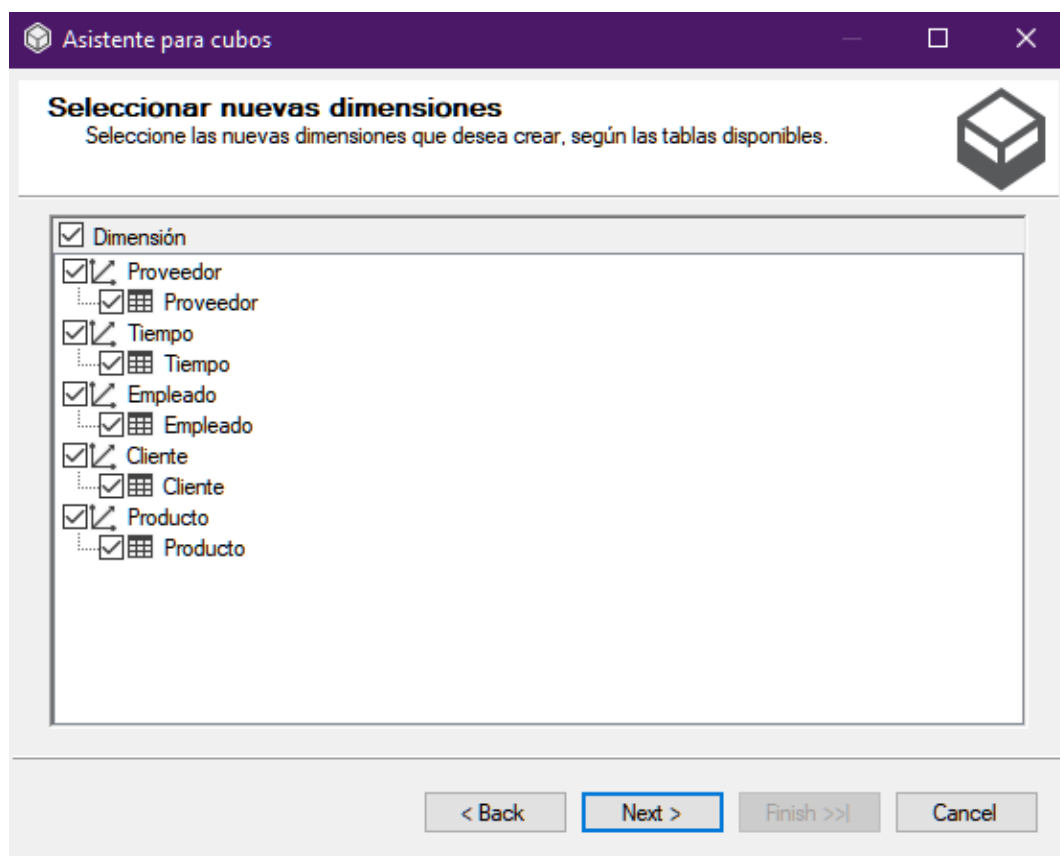 Asistente para cubos
Seleccionar nuevas dimensiones
Seleccione las nuevas dimensiones que desea crear, según las tablas disponibles.
Dimensión
Proveedor
Proveedor
Tiempo
Tiempo
Empleado
Empleado
Cliente
Cliente
Producto
Producto
< Back Next > Finish >>| Cancel